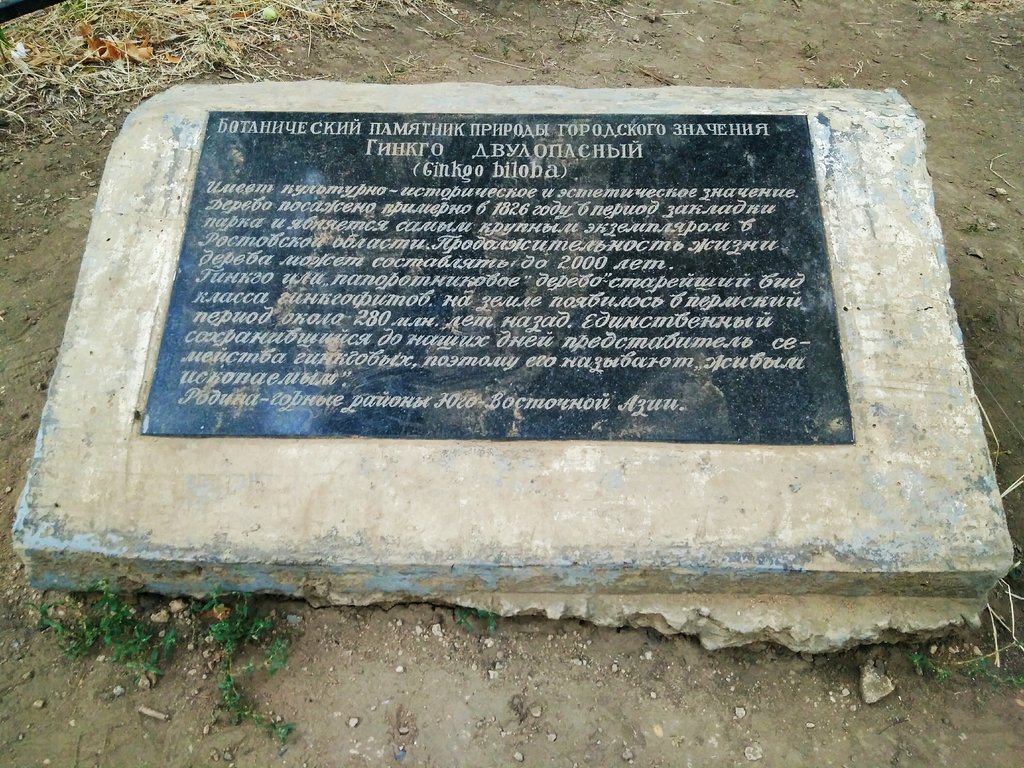 БОТАНИЧЕСКИЙ ПАМЯТНИК ПРИРОДЫ ГОРОДСКОГО ЗНАЧЕНИЯ
ГИНКГО ДВУЛОПАСНЫЙ
(Ginkgo biloba)
Имеет культурно-историческое и эстетическое значение.
Дерево посажено примерно в 1826 году в период закладки
парка и является самым крупным экземпляром в
Ростовской области. Продолжительность жизни
дерева может составлять до 2000 лет.
Гинкго или „папоротниковое дерево"-старейший вид
класса гинкгофитов, на земле появилось в пермский
период около 280 млн. лет назад. Единственный
сохранившийся до наших дней представитель се-
мейства гинкговых, поэтому его называют „живым
ископаемым".
Родина-горные районы Юго-Восточной Азии.